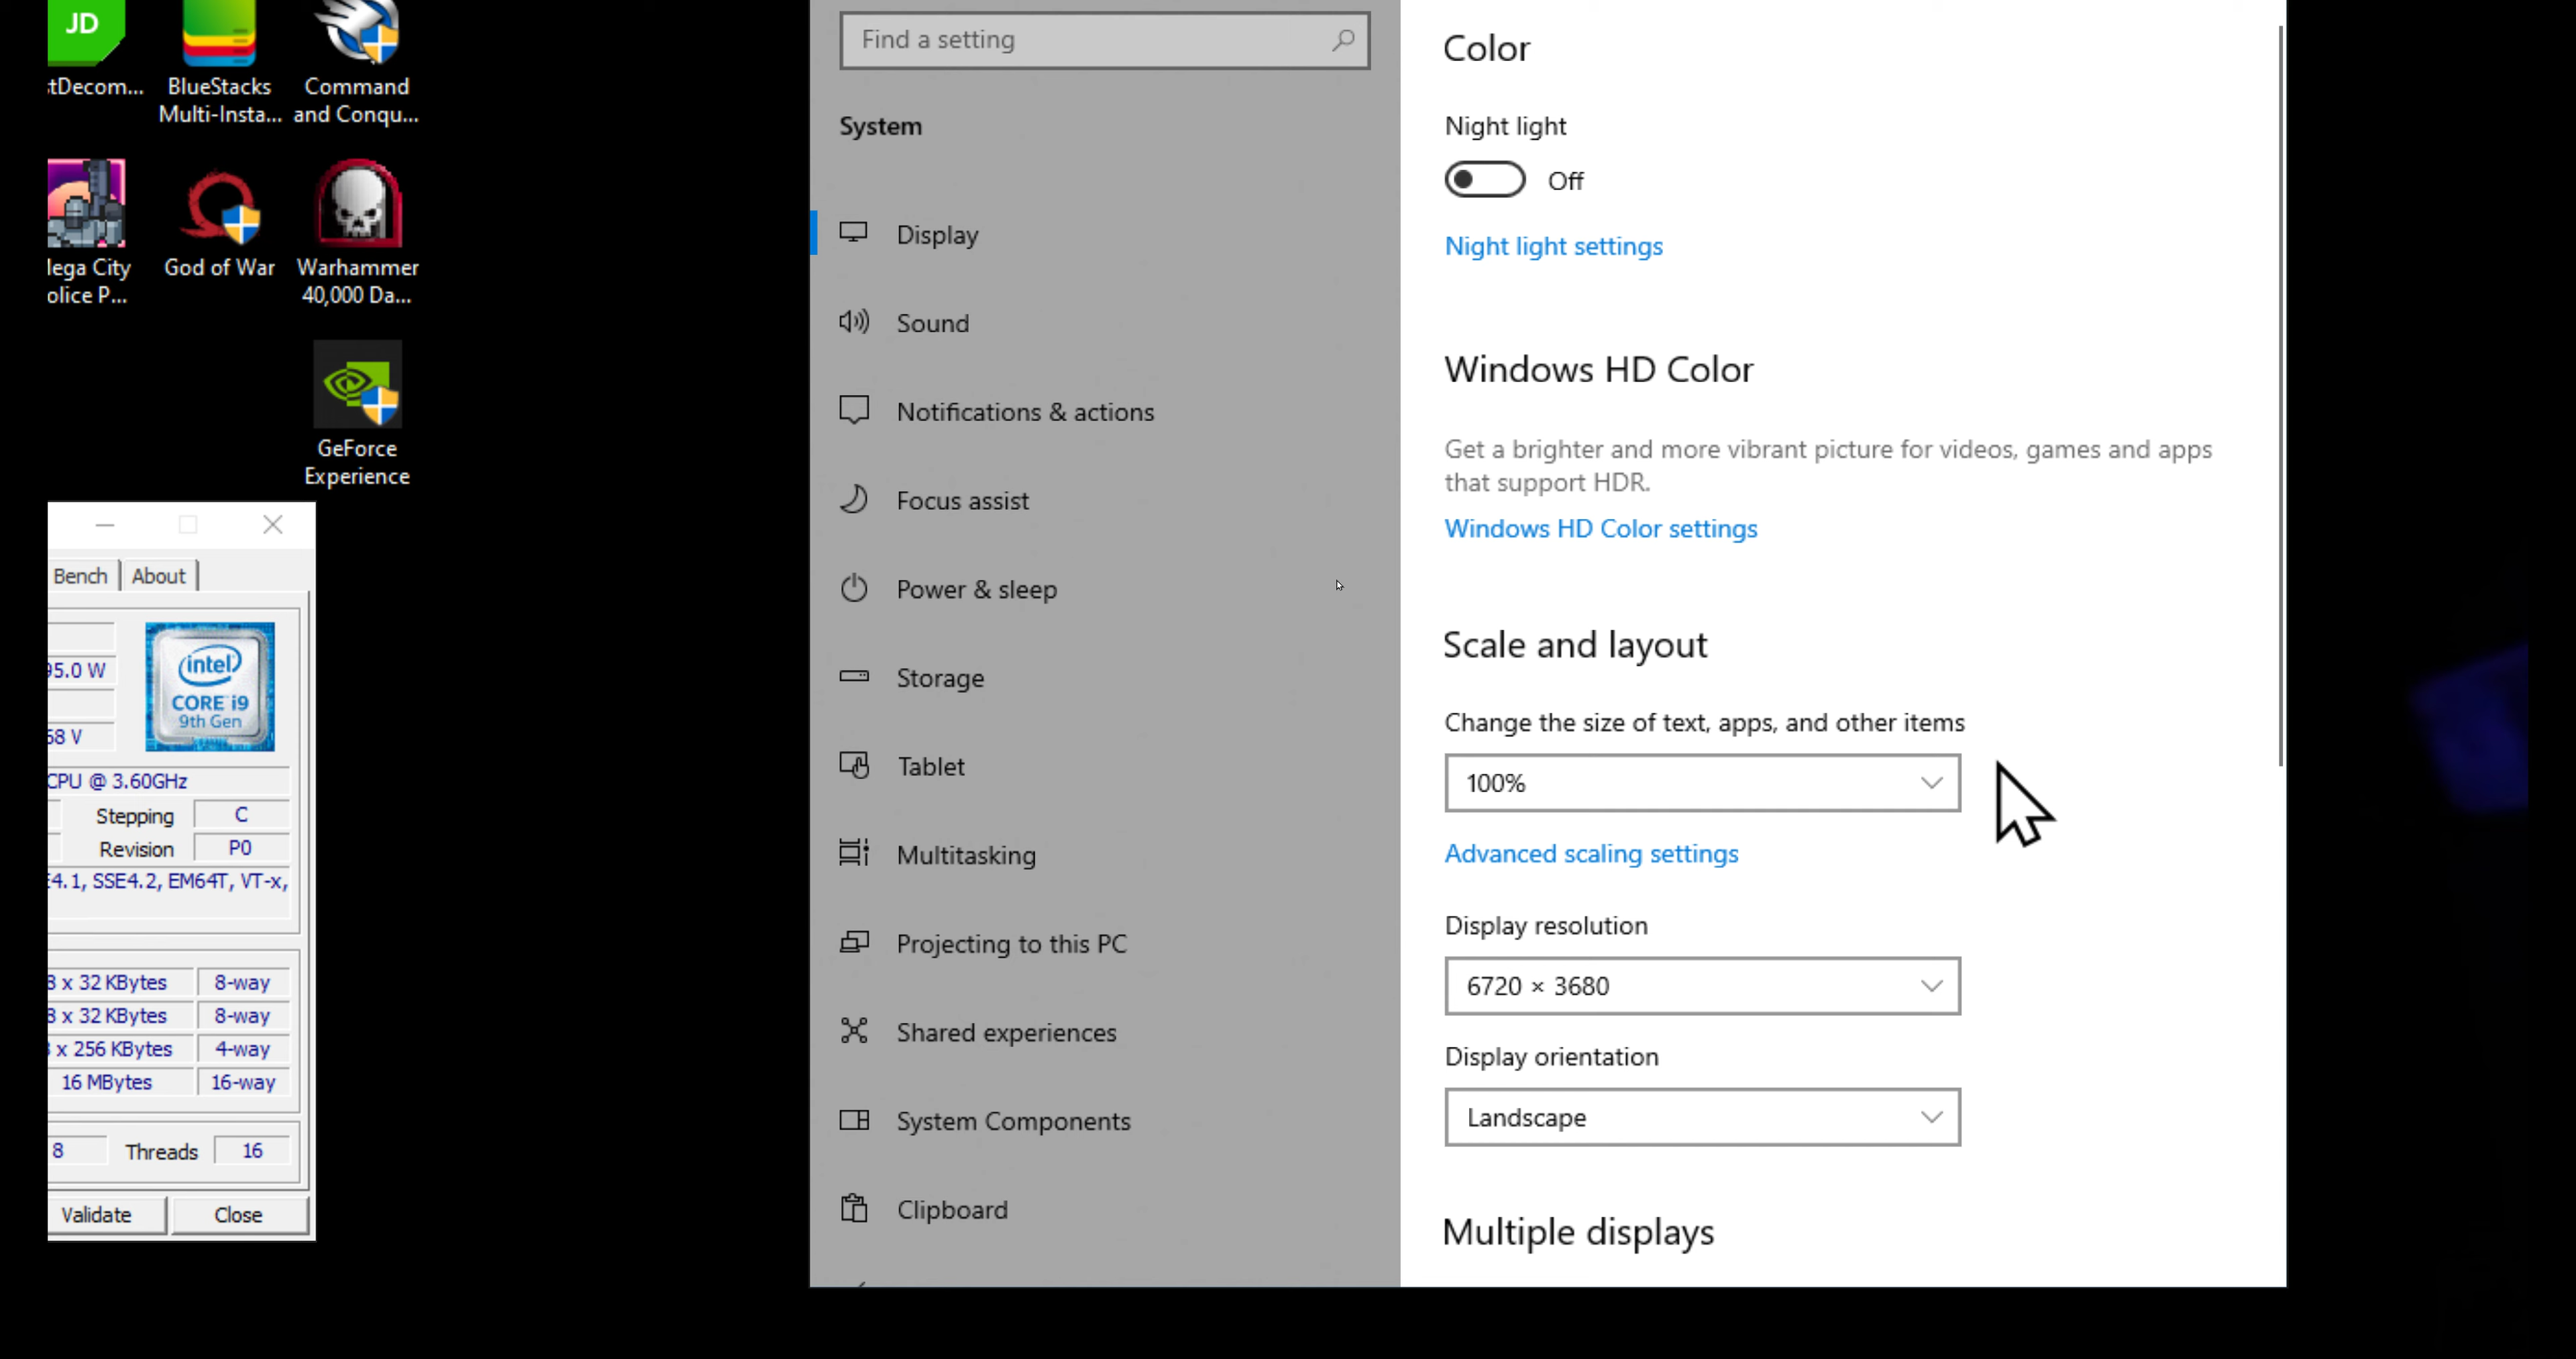 JD
tDecom...
BlueStacks
Multi-Insta...
Command
and Conqu...
lega City
olice P...
God of War
Warhammer
40,000 Da...
GeForce
Experience
Bench
About
95.0 W
58 V
intel
CORE i9
9th Gen
CPU @ 3.60GHz
Stepping
C
Revision
P0
4.1, SSE4.2, EM64T, VT-x,
8 x 32 KBytes
8-way
8 x 32 KBytes
8-way
x 256 KBytes
4-way
16 MBytes
16-way
8
Threads
16
Validate
Close
Find a setting
System
Display
Sound
Notifications & actions
Focus assist
Power & sleep
Storage
Tablet
Multitasking
Projecting to this PC
Shared experiences
System Components
Clipboard
Color
Night light
Off
Night light settings
Windows HD Color
Get a brighter and more vibrant picture for videos, games and apps
that support HDR.
Windows HD Color settings
Scale and layout
Change the size of text, apps, and other items
100%
Advanced scaling settings
Display resolution
6720 × 3680
Display orientation
Landscape
Multiple displays